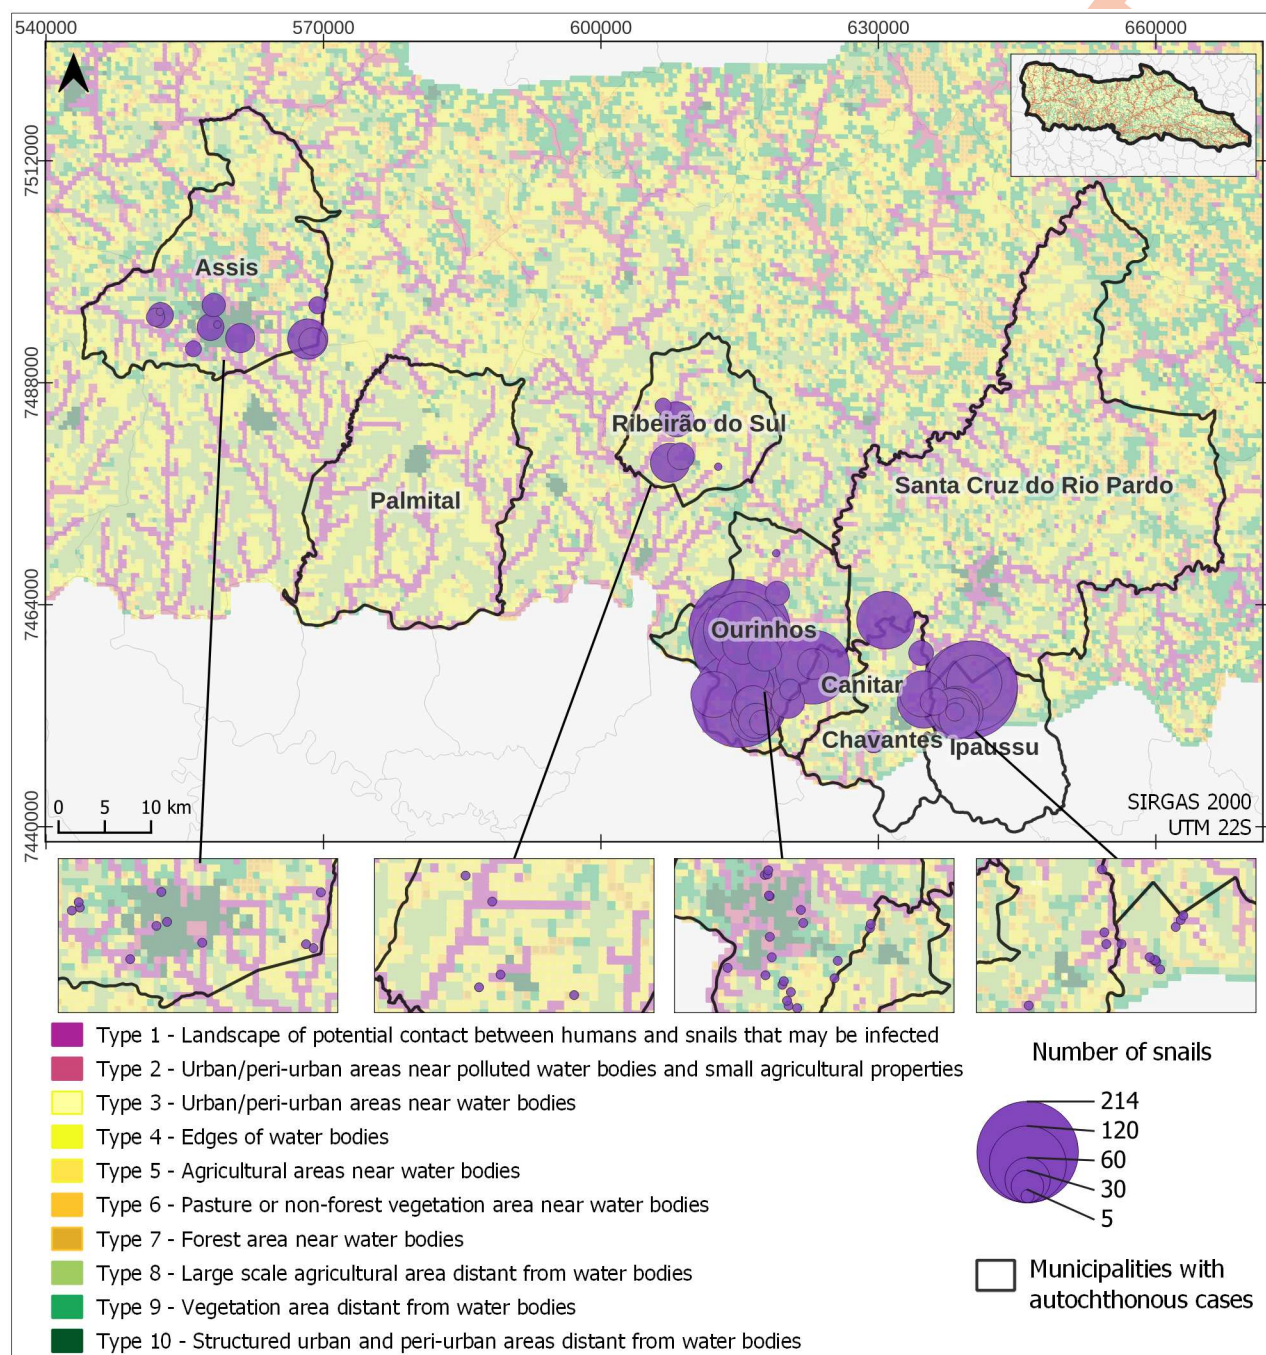 540000 570000 600000 630000 660000
7512000
7488000
7464000
7440000
Assis
Ribeirão do Sul
Palmital
Santa Cruz do Rio Pardo
Ourinhos
Canitar
Chavantes
Ipaussu
0 5 10 km
SIRGAS 2000
UTM 22S
Type 1 - Landscape of potential contact between humans and snails that may be infected
Type 2 - Urban/peri-urban areas near polluted water bodies and small agricultural properties
Type 3 - Urban/peri-urban areas near water bodies
Type 4 - Edges of water bodies
Type 5 - Agricultural areas near water bodies
Type 6 - Pasture or non-forest vegetation area near water bodies
Type 7 - Forest area near water bodies
Type 8 - Large scale agricultural area distant from water bodies
Type 9 - Vegetation area distant from water bodies
Type 10 - Structured urban and peri-urban areas distant from water bodies
Number of snails
214
120
60
30
5
Municipalities with
autochthonous cases